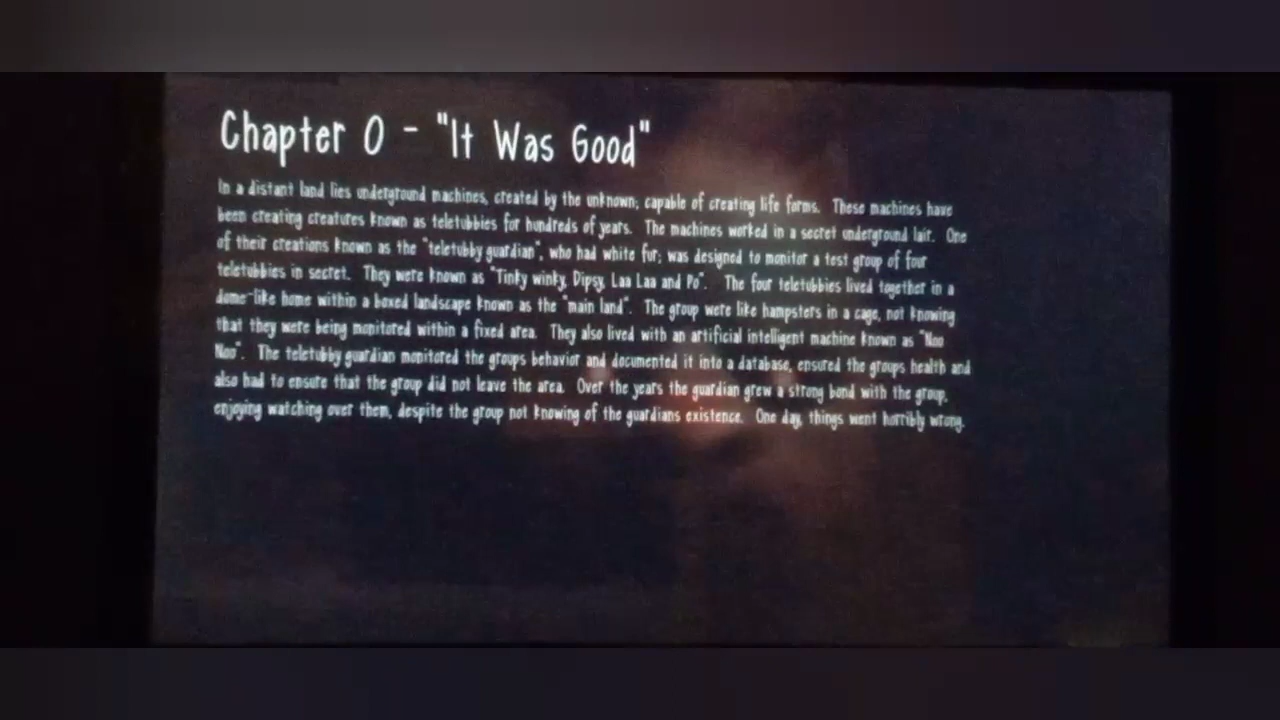 Chapter 0 - "It Was Good"
In a distant land lies underground machines, created by the unknown; capable of creating life forms. These machines have
been creating creatures known as teletubbies for hundreds of years. The machines worked in a secret underground lair. One
of their creations known as the "teletubby guardian", who had white fur; was designed to monitor a test group of four
teletubbies in secret. They were known as "Tinky winky, Dipsy, Laa Laa and Po". The four teletubbies lived together in a
dome-like home within a boxed landscape known as the "main land". The group were like hampsters in a cage, not knowing
that they were being monitored within a fixed area. They also lived with an artificial intelligent machine known as "Noo
Noo". The teletubby guardian monitored the groups behavior and documented it into a database, ensured the groups health and
also had to ensure that the group did not leave the area. Over the years the guardian grew a strong bond with the group,
enjoying watching over them, despite the group not knowing of the guardians existence. One day, things went horribly wrong.